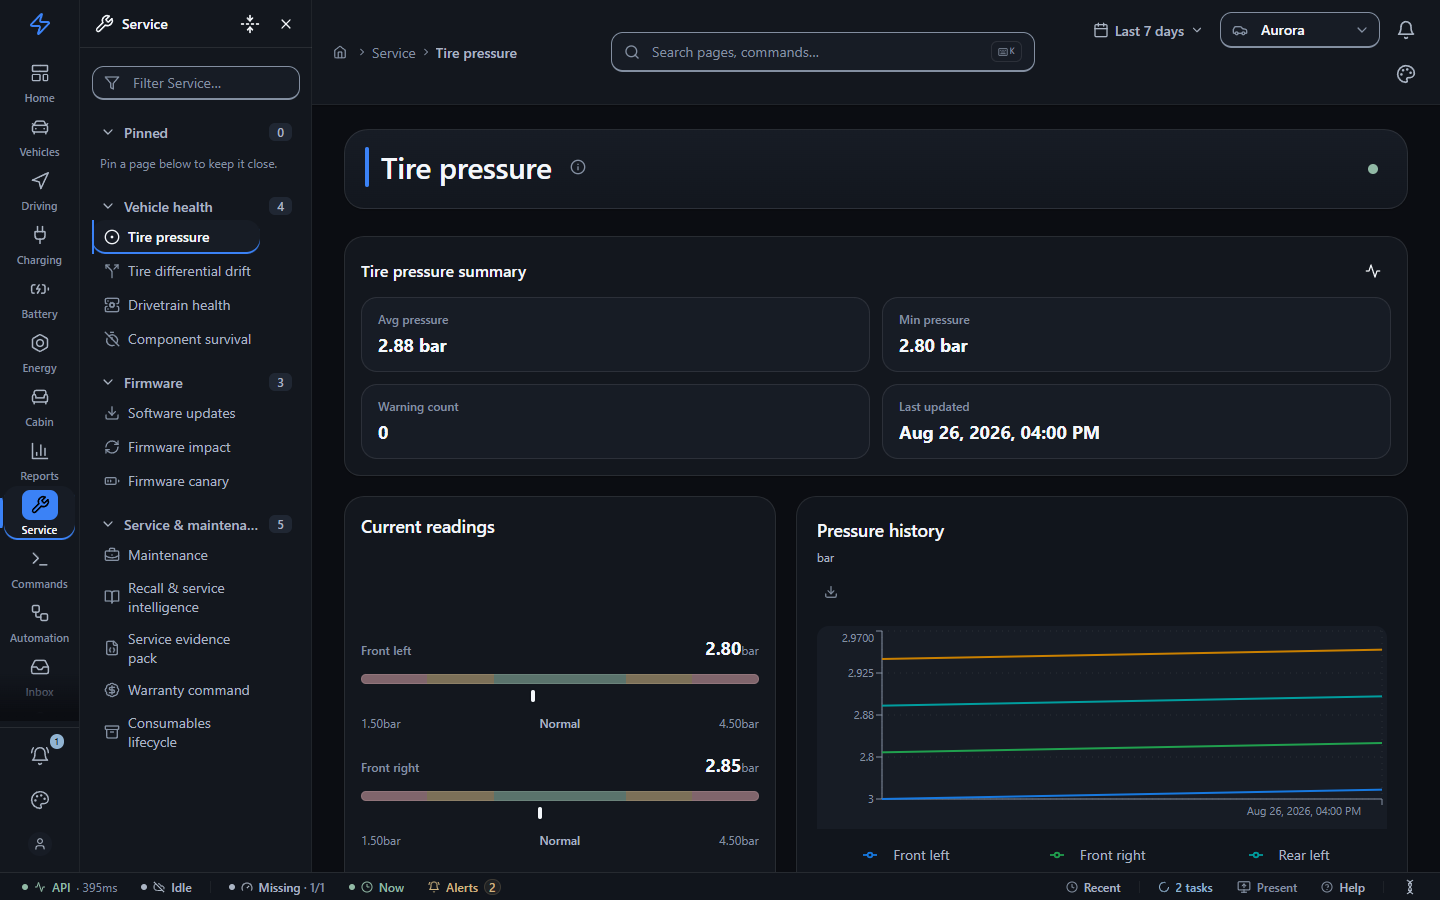 Service
Home
Vehicles
Driving
Charging
Battery
Energy
Cabin
Reports
Service
Commands
Automation
Inbox
1
Filter Service...
Pinned 0
Pin a page below to keep it close.
Vehicle health 4
Tire pressure
Tire differential drift
Drivetrain health
Component survival
Firmware 3
Software updates
Firmware impact
Firmware canary
Service & maintena... 5
Maintenance
Recall & service
intelligence
Service evidence
pack
Warranty command
Consumables
lifecycle
Service > Tire pressure
Search pages, commands...
K
Last 7 days
Aurora
Tire pressure
Tire pressure summary
Avg pressure
2.88 bar
Min pressure
2.80 bar
Warning count
0
Last updated
Aug 26, 2026, 04:00 PM
Current readings
Front left 2.80bar
1.50bar Normal 4.50bar
Front right 2.85bar
1.50bar Normal 4.50bar
Pressure history
bar
2.9700
2.925
2.88
2.8
3
Aug 26, 2026, 04:00 PM
Front left Front right Rear left
API · 395ms Idle Missing · 1/1 Now Alerts 2 Recent 2 tasks Present Help